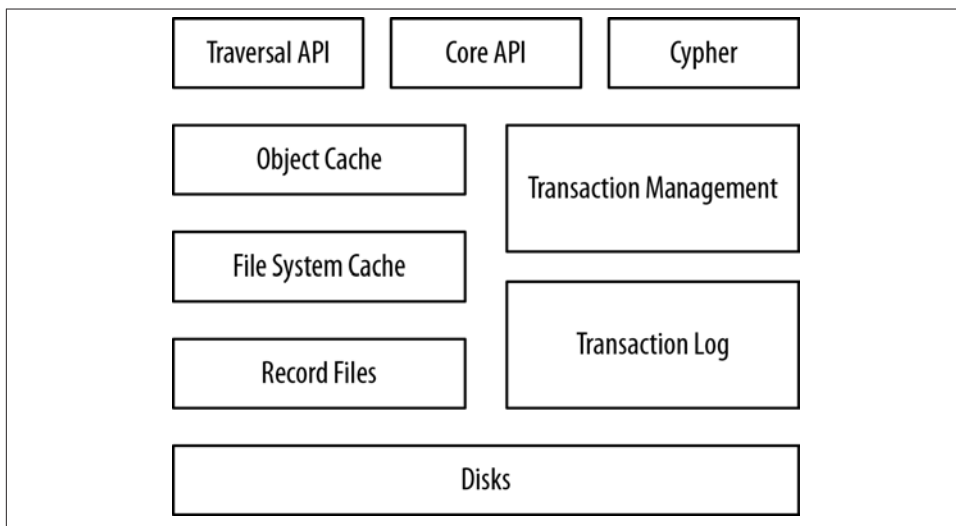 Traversal API
Core API
Cypher
Object Cache
Transaction Management
File System Cache
Transaction Log
Record Files
Disks